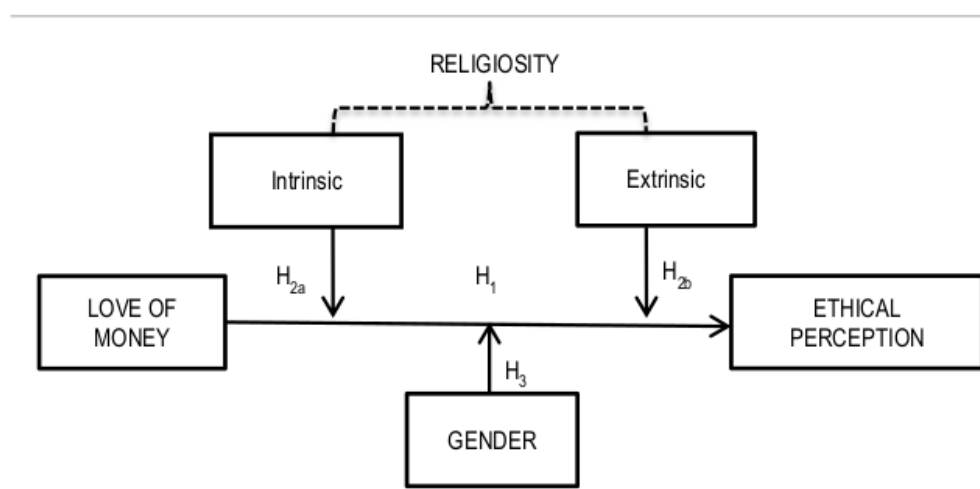 RELIGIOSITY
Intrinsic
Extrinsic
H2a
H1
H2b
LOVE OF
MONEY
ETHICAL
PERCEPTION
H3
GENDER